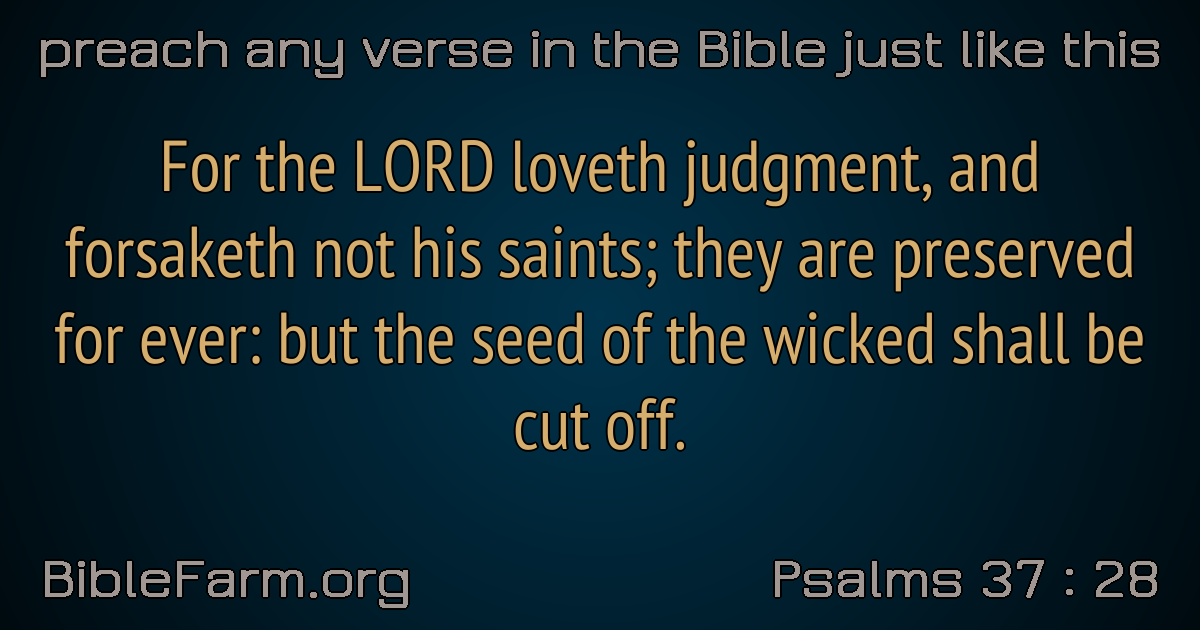 preach any verse in the Bible just like this
For the LORD loveth judgment, and
forsaketh not his saints; they are preserved
for ever: but the seed of the wicked shall be
cut off.
BibleFarm.org
Psalms 37 : 28